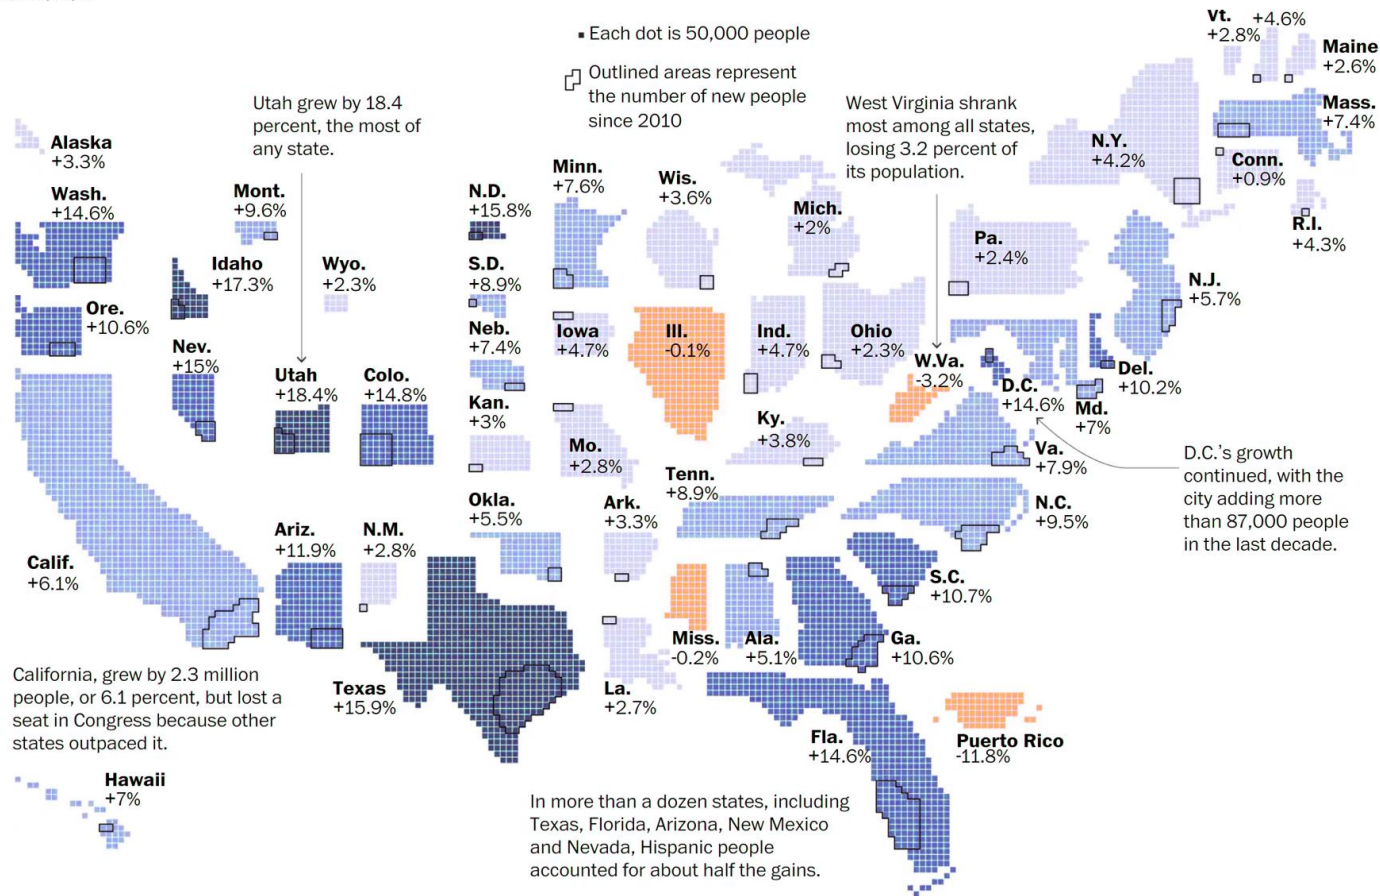 Each dot is 50,000 people
Outlined areas represent
the number of new people
since 2010
Utah grew by 18.4
percent, the most of
any state.
West Virginia shrank
most among all states,
losing 3.2 percent of
its population.
Vt.
+2.8%
+4.6%
Maine
+2.6%
Mass.
+7.4%
N.Y.
+4.2%
Conn.
+0.9%
R.I.
+4.3%
Alaska
+3.3%
Wash.
+14.6%
Mont.
+9.6%
N.D.
+15.8%
Minn.
+7.6%
Wis.
+3.6%
Mich.
+2%
Pa.
+2.4%
N.J.
+5.7%
Idaho
+17.3%
Wyo.
+2.3%
S.D.
+8.9%
Ore.
+10.6%
Nev.
+15%
Neb.
+7.4%
Iowa
+4.7%
Ill.
-0.1%
Ind.
+4.7%
Ohio
+2.3%
W.Va.
-3.2%
D.C.
+14.6%
Del.
+10.2%
Md.
+7%
Utah
+18.4%
Colo.
+14.8%
Kan.
+3%
Mo.
+2.8%
Ky.
+3.8%
Va.
+7.9%
D.C.’s growth
continued, with the
city adding more
than 87,000 people
in the last decade.
Tenn.
+8.9%
N.C.
+9.5%
Okla.
+5.5%
Ark.
+3.3%
Ariz.
+11.9%
N.M.
+2.8%
Calif.
+6.1%
S.C.
+10.7%
Miss.
-0.2%
Ala.
+5.1%
Ga.
+10.6%
California, grew by 2.3 million
people, or 6.1 percent, but lost a
seat in Congress because other
states outpaced it.
Texas
+15.9%
La.
+2.7%
Fla.
+14.6%
Puerto Rico
-11.8%
Hawaii
+7%
In more than a dozen states, including
Texas, Florida, Arizona, New Mexico
and Nevada, Hispanic people
accounted for about half the gains.